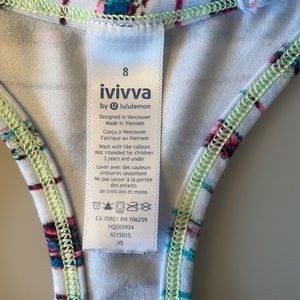 8
ivivva
by lululemon
Designed in Vancouver
Made in Vietnam
Conçu à Vancouver
Fabriqué au Vietnam
Wash with like colours
Not intended for children
3 years and under
Laver avec des couleurs
similaires seulement
Ne pas laisser à la portée
des enfants
de trois ans et moins
CA 35801 RN 106259
HQ005934
IG1501S
XS